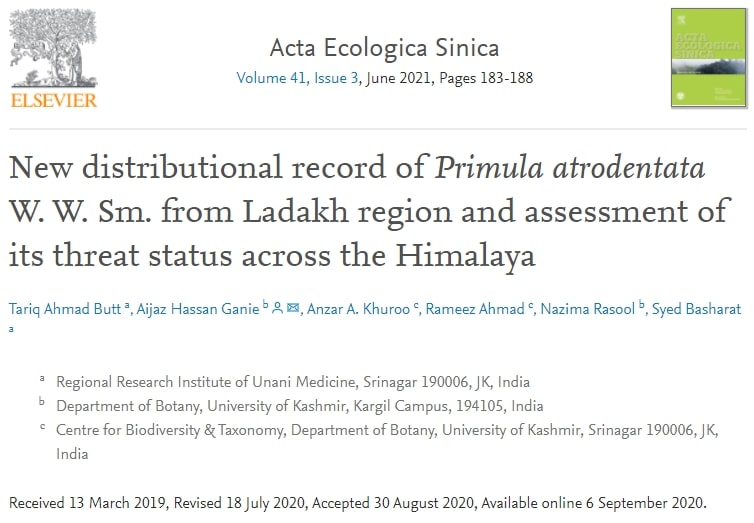 ELSEVIER
Acta Ecologica Sinica
Volume 41, Issue 3, June 2021, Pages 183-188
ACTA
ECOLOGICA
SINICA
New distributional record of Primula atrodentata
W. W. Sm. from Ladakh region and assessment of
its threat status across the Himalaya
Tariq Ahmad Butt a, Aijaz Hassan Ganie b, Anzar A. Khuroo c, Rameez Ahmad c, Nazima Rasool b, Syed Basharat
a
a Regional Research Institute of Unani Medicine, Srinagar 190006, JK, India
b Department of Botany, University of Kashmir, Kargil Campus, 194105, India
c Centre for Biodiversity & Taxonomy, Department of Botany, University of Kashmir, Srinagar 190006, JK,
India
Received 13 March 2019, Revised 18 July 2020, Accepted 30 August 2020, Available online 6 September 2020.